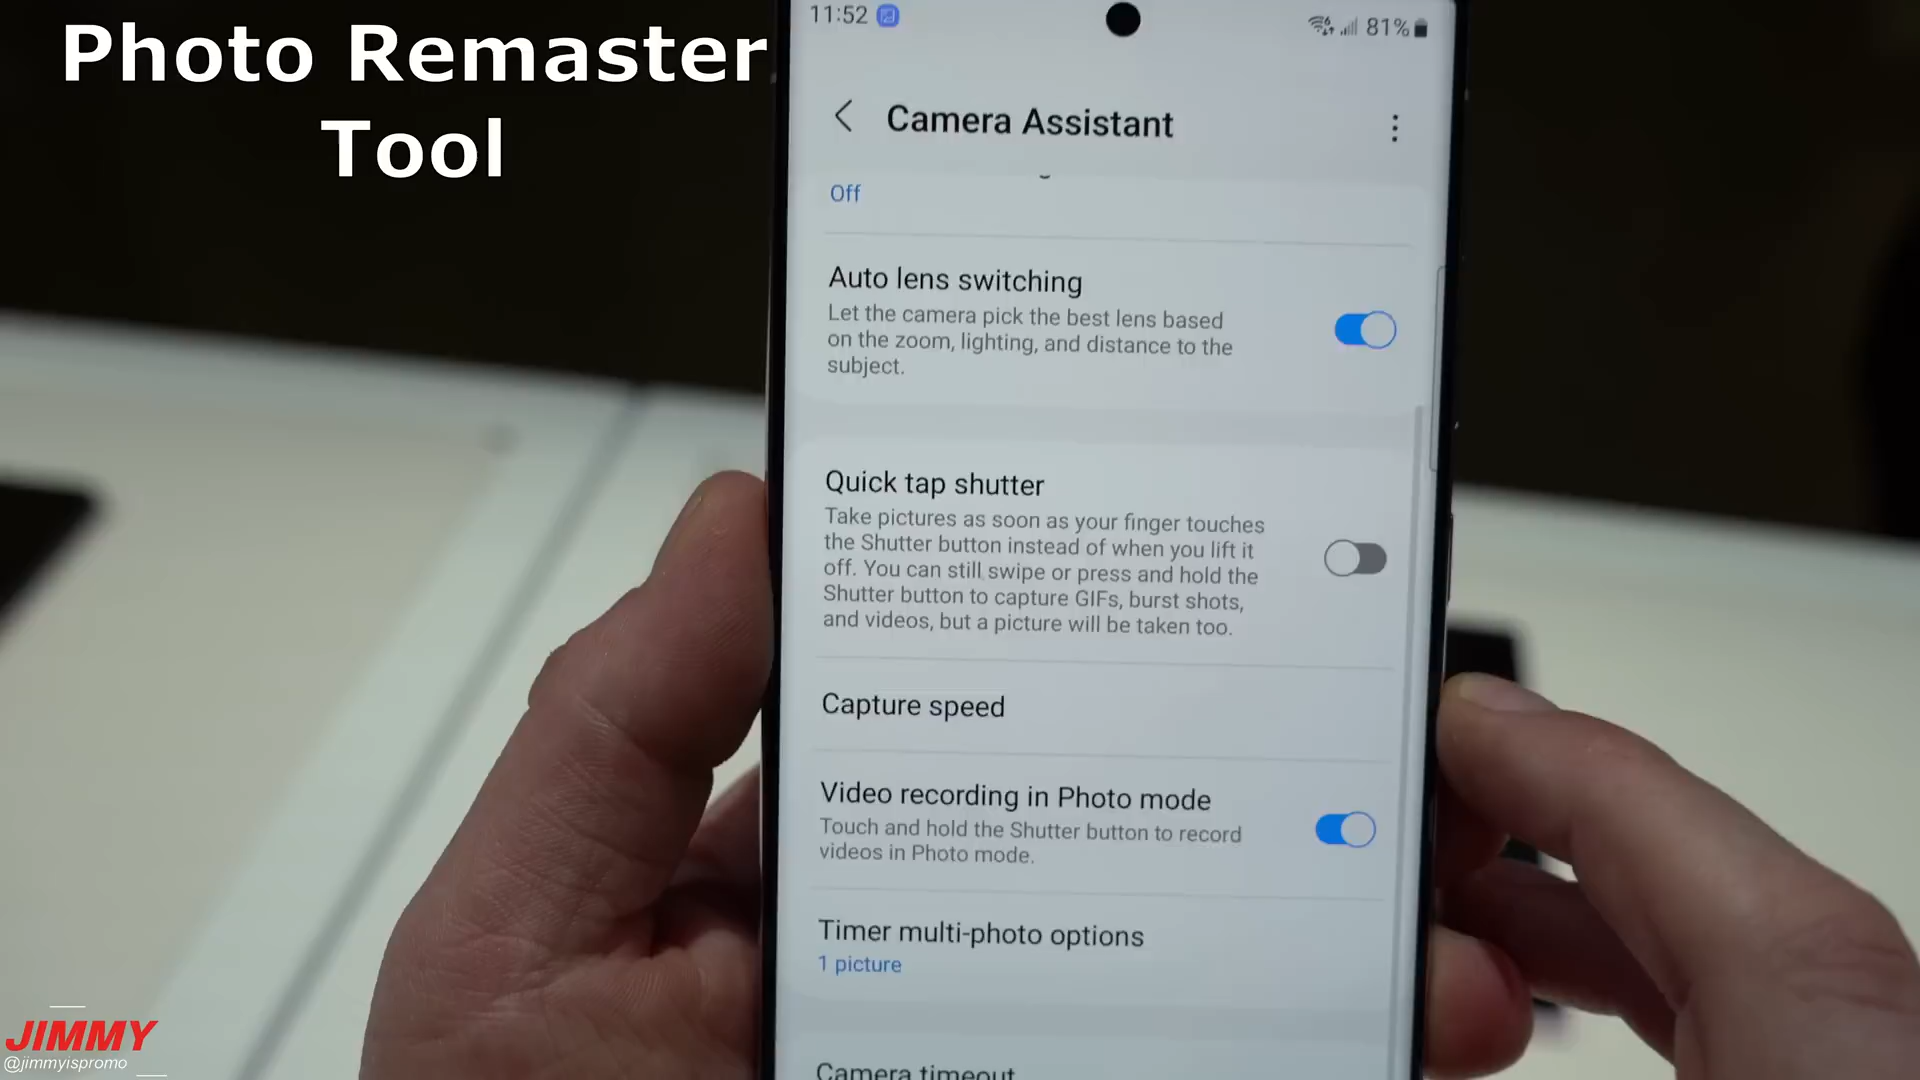 Photo Remaster
Tool
11:52
81%
Camera Assistant
Off
Auto lens switching
Let the camera pick the best lens based
on the zoom, lighting, and distance to the
subject.
Quick tap shutter
Take pictures as soon as your finger touches
the Shutter button instead of when you lift it
off. You can still swipe or press and hold the
Shutter button to capture GIFs, burst shots,
and videos, but a picture will be taken too.
Capture speed
Video recording in Photo mode
Touch and hold the Shutter button to record
videos in Photo mode.
Timer multi-photo options
1 picture
Camera timeout
JIMMY
@jimmyispromo